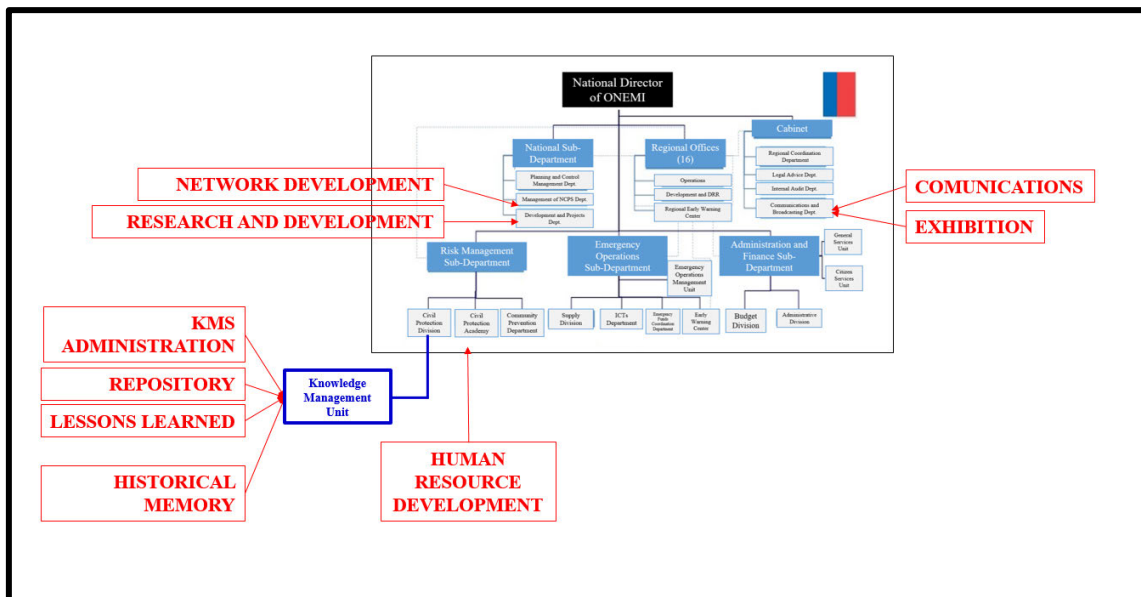 National Director
of ONEMI
Cabinet
National Sub-
Department
Regional Offices
(16)
Regional Coordination
Department
Legal Advice Dept.
Internal Audit Dept.
Communications and
Broadcasting Dept.
Planning and Control
Management Dept.
Management of NCPS Dept.
Development and Projects
Dept.
Operations
Development and DRR
Regional Early Warning
Center
NETWORK DEVELOPMENT
RESEARCH AND DEVELOPMENT
COMUNICATIONS
EXHIBITION
Risk Management
Sub-Department
Emergency
Operations
Sub-Department
Administration and
Finance Sub-
Department
General
Services
Unit
Citizen
Services
Unit
Emergency
Operations
Management
Unit
Civil
Protection
Division
Civil
Protection
Academy
Community
Prevention
Department
Supply
Division
ICTs
Department
Emergency
Funds
Coordination
Department
Early
Warning
Center
Budget
Division
Administrative
Division
KMS
ADMINISTRATION
REPOSITORY
LESSONS LEARNED
HISTORICAL
MEMORY
Knowledge
Management
Unit
HUMAN
RESOURCE
DEVELOPMENT